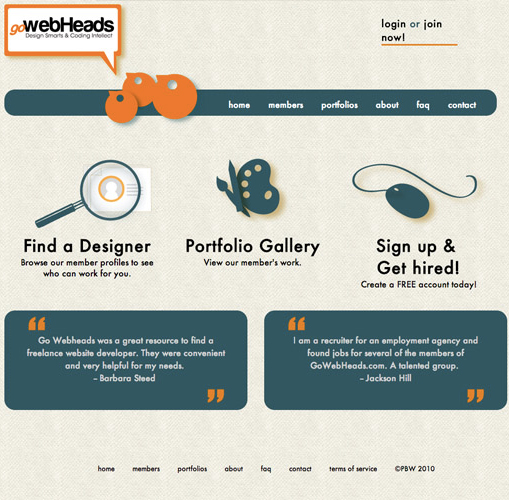 gowebHeads
Design Smarts & Coding Intellect
login or join
now!
home members portfolios about faq contact
Find a Designer
Browse our member profiles to see
who can work for you.
Portfolio Gallery
View our member's work.
Sign up &
Get hired!
Create a FREE account today!
“
Go Webheads was a great resource to find a
freelance website developer. They were convenient
and very helpful for my needs.
– Barbara Steed
”
“
I am a recruiter for an employment agency and
found jobs for several of the members of
GoWebHeads.com. A talented group.
– Jackson Hill
”
home members portfolios about faq contact terms of service ©PBW 2010